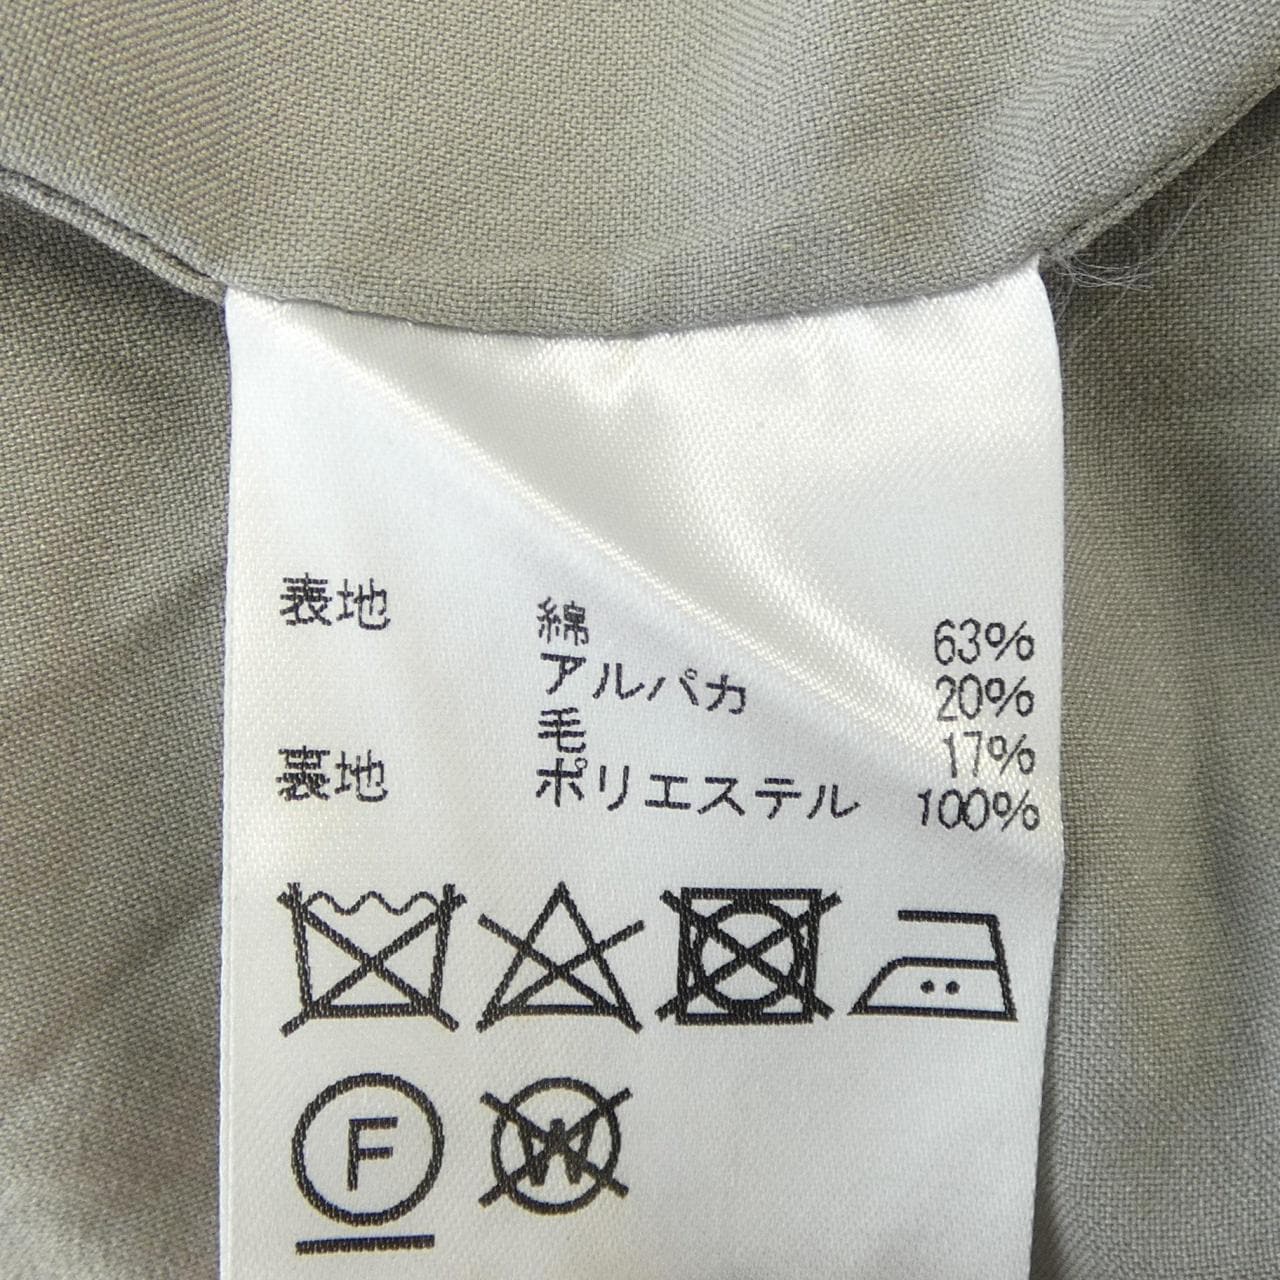 表地 綿 63%
アルパカ 20%
毛 17%
裏地 ポリエステル 100%
F W